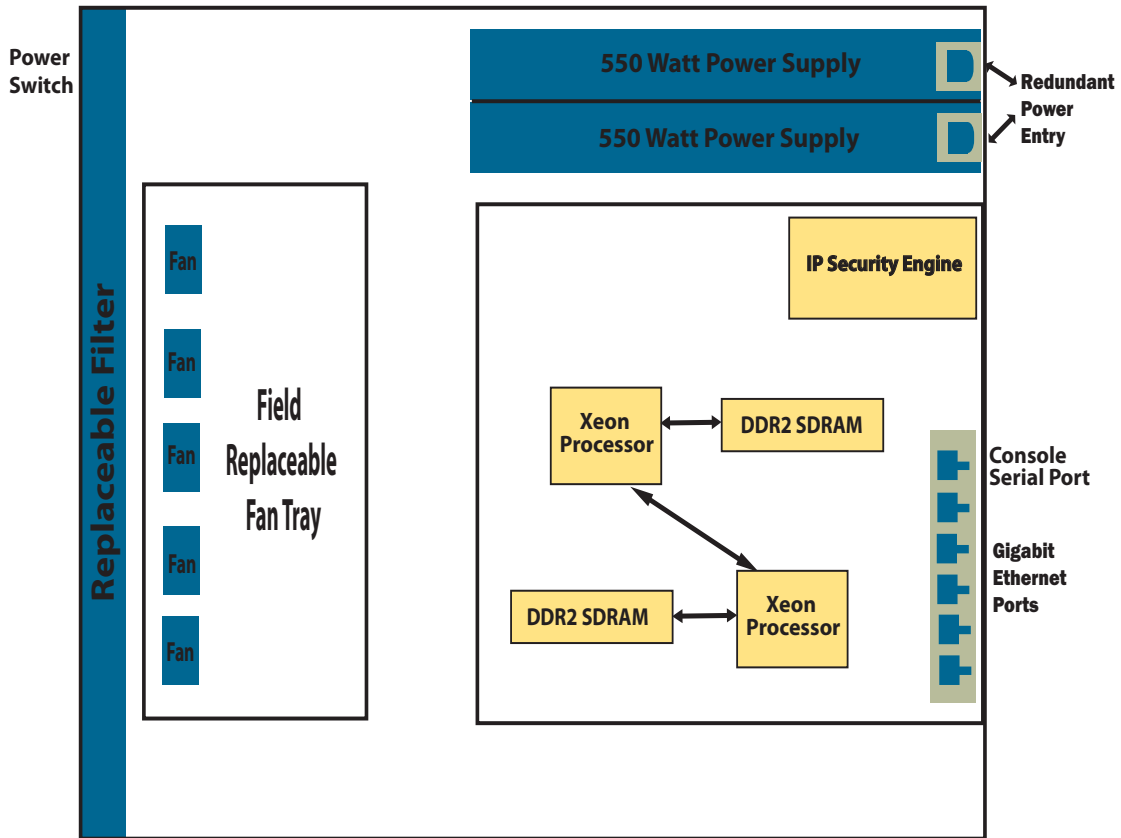 Power
Switch
550 Watt Power Supply
550 Watt Power Supply
Redundant
Power
Entry
Replaceable Filter
Fan
Fan
Fan
Fan
Fan
Field
Replaceable
Fan Tray
IP Security Engine
Xeon
Processor
DDR2 SDRAM
DDR2 SDRAM
Xeon
Processor
Console
Serial Port
Gigabit
Ethernet
Ports